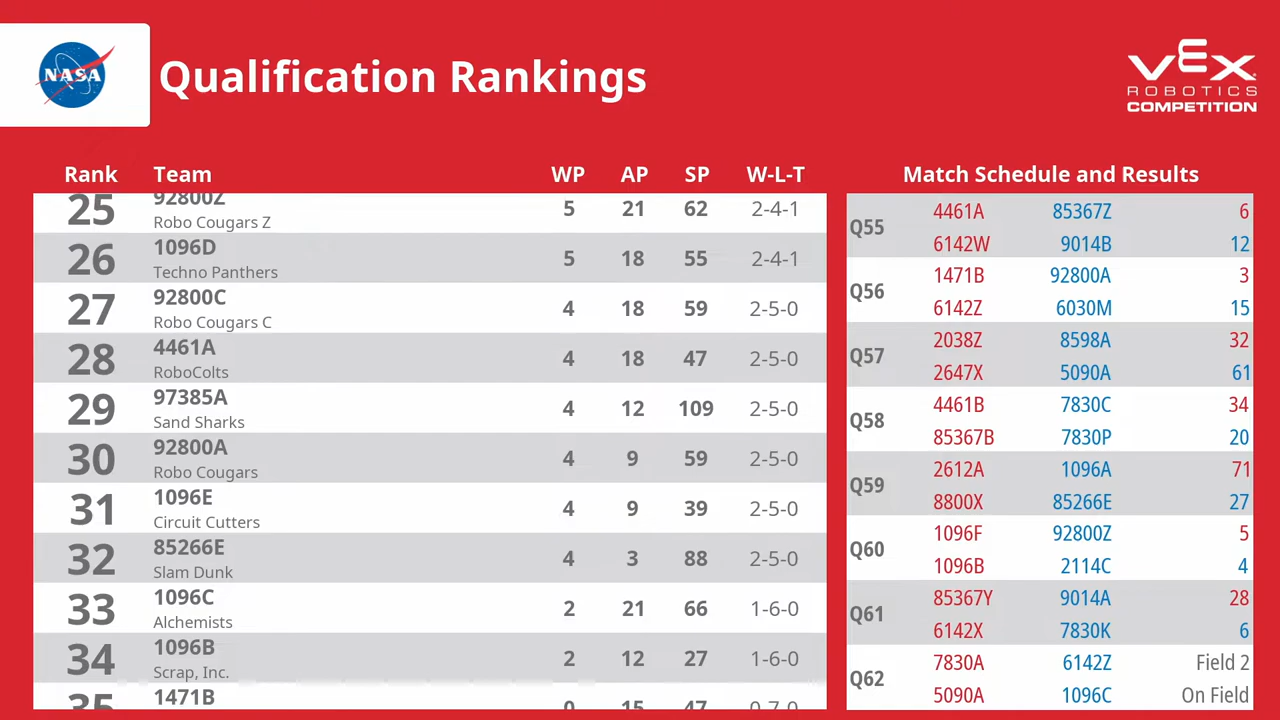 NASA
Qualification Rankings
VEX
ROBOTICS
COMPETITION
Rank Team WP AP SP W-L-T
25 92800Z 5 21 62 2-4-1
Robo Cougars Z
26 1096D 5 18 55 2-4-1
Techno Panthers
27 92800C 4 18 59 2-5-0
Robo Cougars C
28 4461A 4 18 47 2-5-0
RoboColts
29 97385A 4 12 109 2-5-0
Sand Sharks
30 92800A 4 9 59 2-5-0
Robo Cougars
31 1096E 4 9 39 2-5-0
Circuit Cutters
32 85266E 4 3 88 2-5-0
Slam Dunk
33 1096C 2 21 66 1-6-0
Alchemists
34 1096B 2 12 27 1-6-0
Scrap, Inc.
35 1471B 0 15 47 0-7-0
Match Schedule and Results
Q55 4461A 85367Z 6
6142W 9014B 12
Q56 1471B 92800A 3
6142Z 6030M 15
Q57 2038Z 8598A 32
2647X 5090A 61
Q58 4461B 7830C 34
85367B 7830P 20
Q59 2612A 1096A 71
8800X 85266E 27
Q60 1096F 92800Z 5
1096B 2114C 4
Q61 85367Y 9014A 28
6142X 7830K 6
Q62 7830A 6142Z Field 2
5090A 1096C On Field